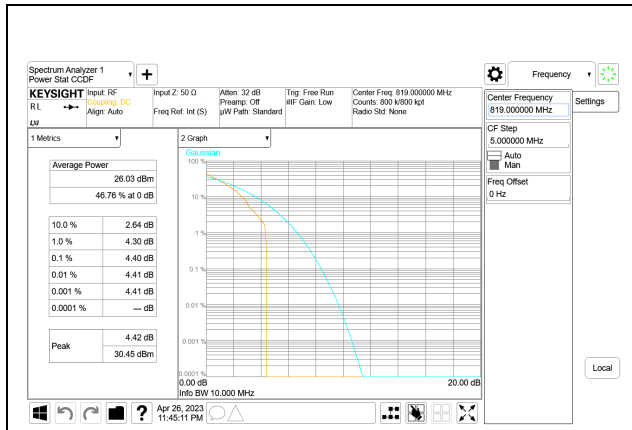 Spectrum Analyzer 1
Power Stat CCDF
Frequency
KEYSIGHT
RL
LXI
Input: RF
Coupling: DC
Align: Auto
Input Z: 50 Ω
Freq Ref: Int (S)
Atten: 32 dB
Preamp: Off
µW Path: Standard
Trig: Free Run
#IF Gain: Low
Center Freq: 819.000000 MHz
Counts: 800 k/800 kpt
Radio Std: None
Center Frequency
819.000000 MHz
Settings
CF Step
5.000000 MHz
Auto
Man
Freq Offset
0 Hz
Local
1 Metrics
Average Power
26.03 dBm
46.76 % at 0 dB
10.0 % 2.64 dB
1.0 % 4.30 dB
0.1 % 4.40 dB
0.01 % 4.41 dB
0.001 % 4.41 dB
0.0001 % --- dB
Peak
4.42 dB
30.45 dBm
2 Graph
Gaussian
100 %
10 %
1 %
0.1 %
0.01 %
0.001 %
0.0001 %
0.00 dB 20.00 dB
Info BW 10.000 MHz
?
Apr 26, 2023
11:45:11 PM